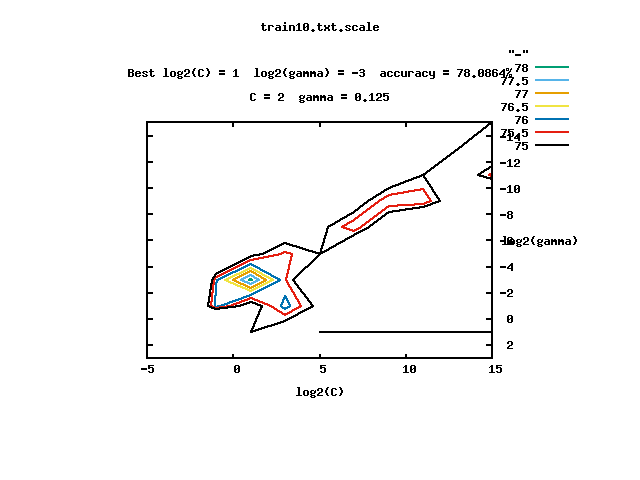 train10.txt.scale
"-"
Best log2(C) = 1  log2(gamma) = -3  accuracy = 78.0864%
78
77.5
77
C = 2  gamma = 0.125
76.5
76
75.5
75
-14
-12
-10
-8
-6
log2(gamma)
-4
-2
0
2
-5 0 5 10 15
log2(C)